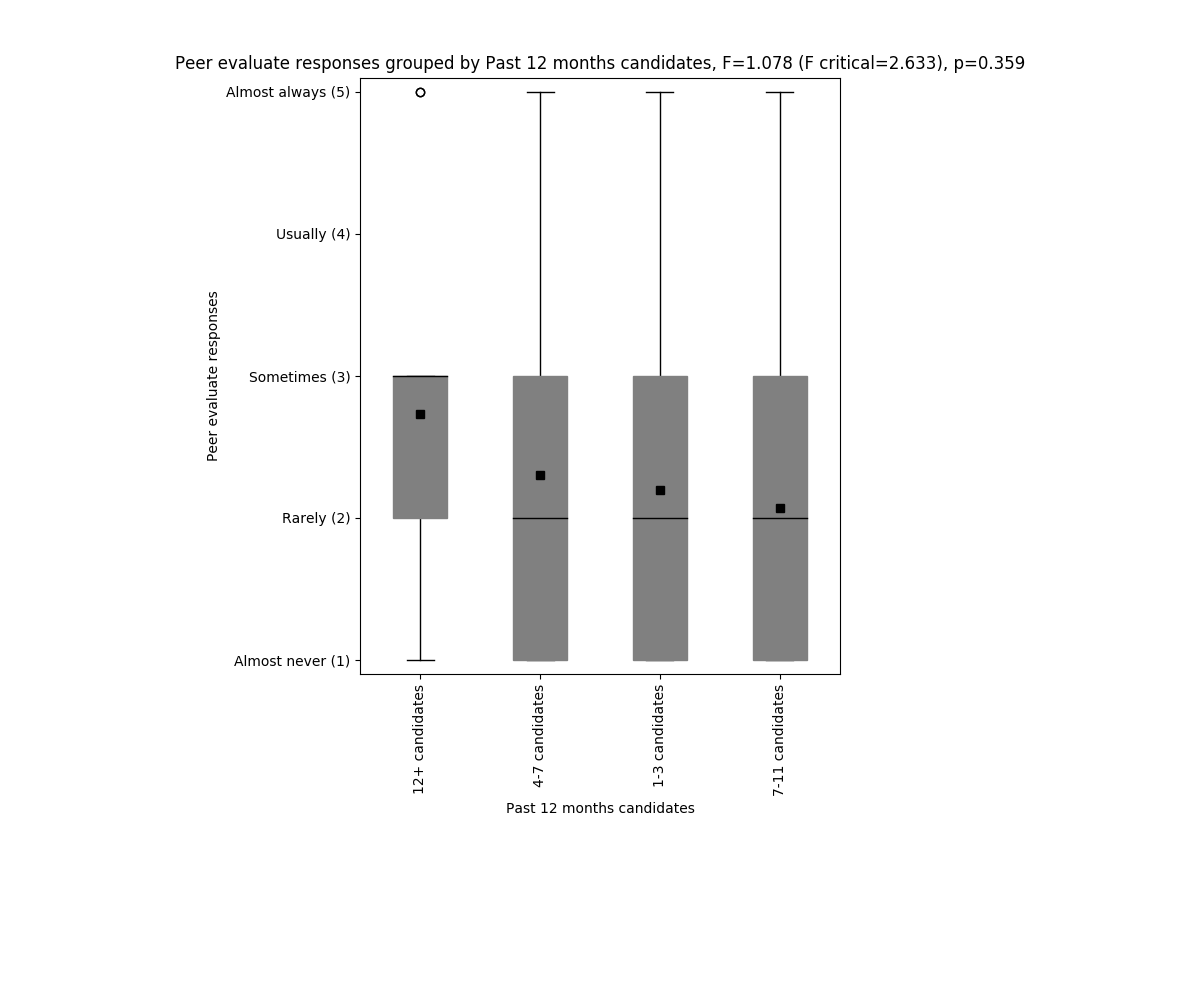 Peer evaluate responses grouped by Past 12 months candidates, F=1.078 (F critical=2.633), p=0.359
Almost always (5)
Usually (4)
Sometimes (3)
Rarely (2)
Almost never (1)
Peer evaluate responses
12+ candidates
4-7 candidates
1-3 candidates
7-11 candidates
Past 12 months candidates